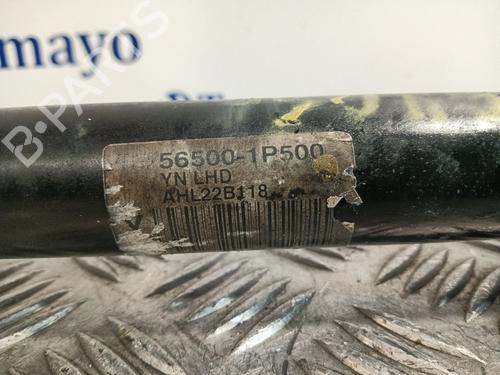 mayo
B-PARTS
56500-1P500
YN LHD
AHL22B118